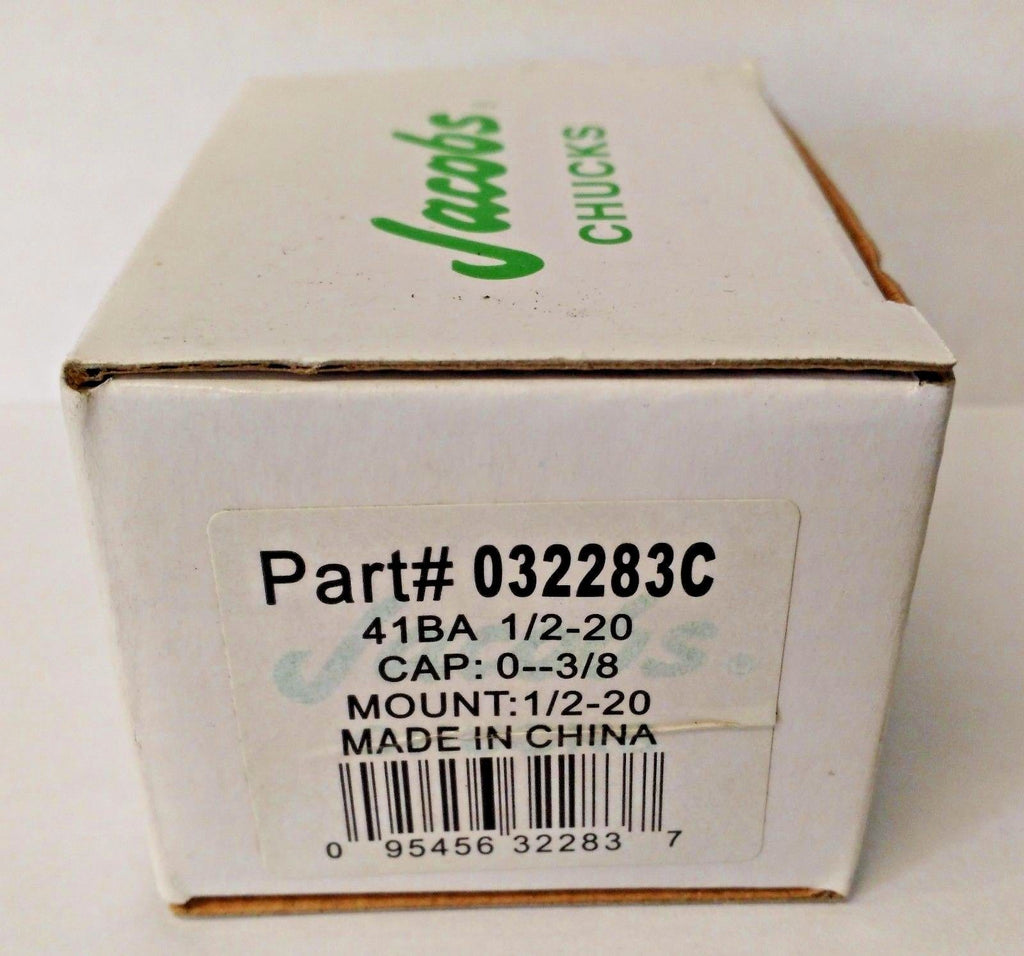 Jacobs®
CHUCKS
Part# 032283C
41BA 1/2-20
CAP: 0--3/8
MOUNT:1/2-20
MADE IN CHINA
0 95456 32283 7
Jacobs®